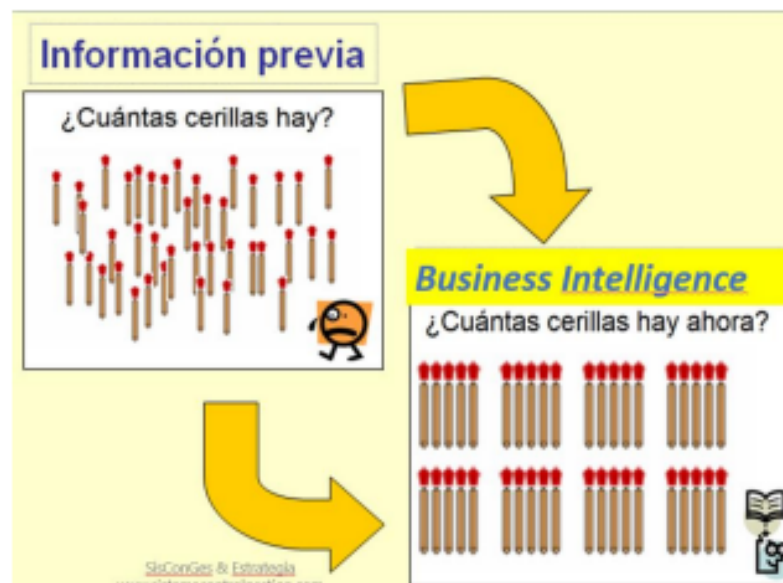 Información previa
¿Cuántas cerillas hay?
Business Intelligence
¿Cuántas cerillas hay ahora?
SisConGes & Estrategia